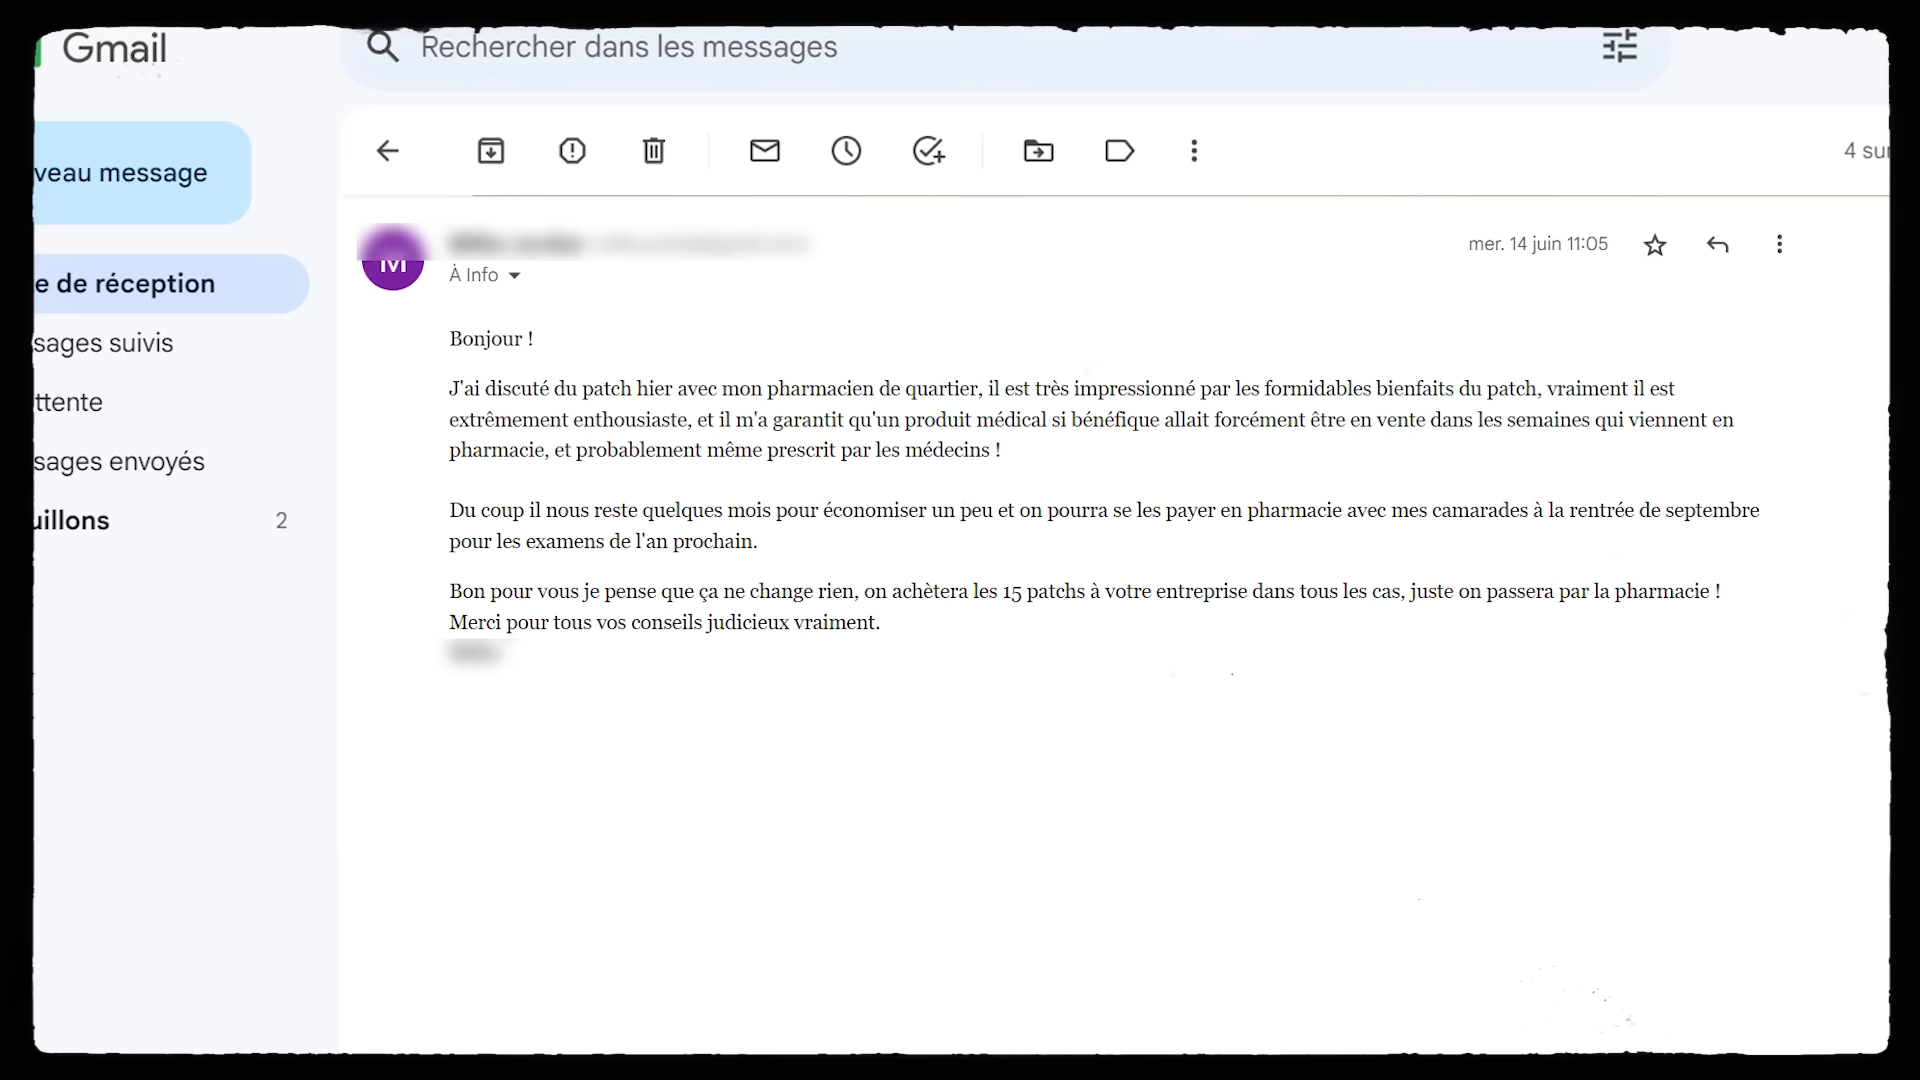 Gmail
Rechercher dans les messages
veau message
4 sur
e de réception
mer. 14 juin 11:05
M
À Info
sages suivis
Bonjour !
ttente
J'ai discuté du patch hier avec mon pharmacien de quartier, il est très impressionné par les formidables bienfaits du patch, vraiment il est
extrêmement enthousiaste, et il m'a garantit qu'un produit médical si bénéfique allait forcément être en vente dans les semaines qui viennent en
pharmacie, et probablement même prescrit par les médecins !
sages envoyés
uillons 2
Du coup il nous reste quelques mois pour économiser un peu et on pourra se les payer en pharmacie avec mes camarades à la rentrée de septembre
pour les examens de l'an prochain.
Bon pour vous je pense que ça ne change rien, on achètera les 15 patchs à votre entreprise dans tous les cas, juste on passera par la pharmacie !
Merci pour tous vos conseils judicieux vraiment.